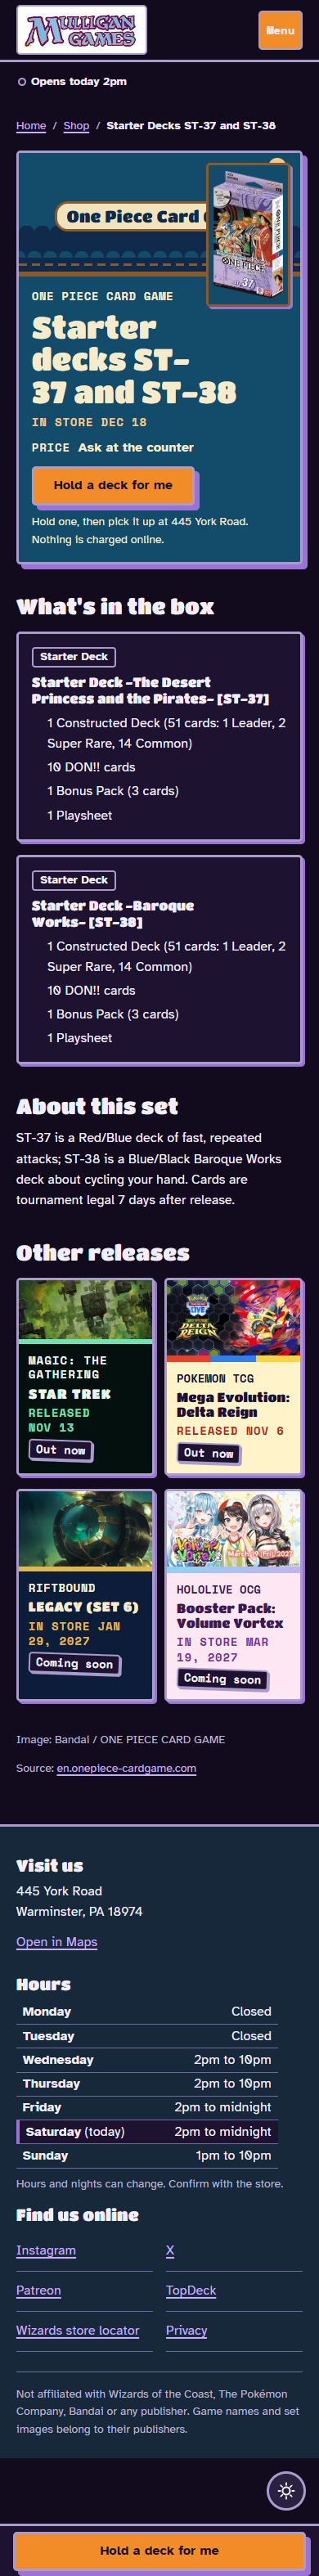 MULLIGAN
GAMES
Menu
Opens today 2pm
Home / Shop / Starter Decks ST-37 and ST-38
One Piece Card
ONE PIECE
37
ONE PIECE CARD GAME
Starter
decks ST-
37 and ST-38
IN STORE DEC 18
PRICE Ask at the counter
Hold a deck for me
Hold one, then pick it up at 445 York Road.
Nothing is charged online.
What's in the box
Starter Deck
Starter Deck -The Desert
Princess and the Pirates- [ST-37]
1 Constructed Deck (51 cards: 1 Leader, 2
Super Rare, 14 Common)
10 DON!! cards
1 Bonus Pack (3 cards)
1 Playsheet
Starter Deck
Starter Deck -Baroque
Works- [ST-38]
1 Constructed Deck (51 cards: 1 Leader, 2
Super Rare, 14 Common)
10 DON!! cards
1 Bonus Pack (3 cards)
1 Playsheet
About this set
ST-37 is a Red/Blue deck of fast, repeated
attacks; ST-38 is a Blue/Black Baroque Works
deck about cycling your hand. Cards are
tournament legal 7 days after release.
Other releases
MAGIC: THE
GATHERING
STAR TREK
RELEASED
NOV 13
Out now
Pokémon
LIVE
DELTA
REIGN
POKEMON TCG
Mega Evolution:
Delta Reign
RELEASED NOV 6
Out now
RIFTBOUND
LEGACY (SET 6)
IN STORE JAN
29, 2027
Coming soon
Volume
Vortex
March 19 (Fri), 2027
HOLOLIVE OCG
Booster Pack:
Volume Vortex
IN STORE MAR
19, 2027
Coming soon
Image: Bandai / ONE PIECE CARD GAME
Source: en.onepiece-cardgame.com
Visit us
445 York Road
Warminster, PA 18974
Open in Maps
Hours
Monday Closed
Tuesday Closed
Wednesday 2pm to 10pm
Thursday 2pm to 10pm
Friday 2pm to midnight
Saturday (today) 2pm to midnight
Sunday 1pm to 10pm
Hours and nights can change. Confirm with the store.
Find us online
Instagram X
Patreon TopDeck
Wizards store locator Privacy
Not affiliated with Wizards of the Coast, The Pokémon
Company, Bandai or any publisher. Game names and set
images belong to their publishers.
Hold a deck for me